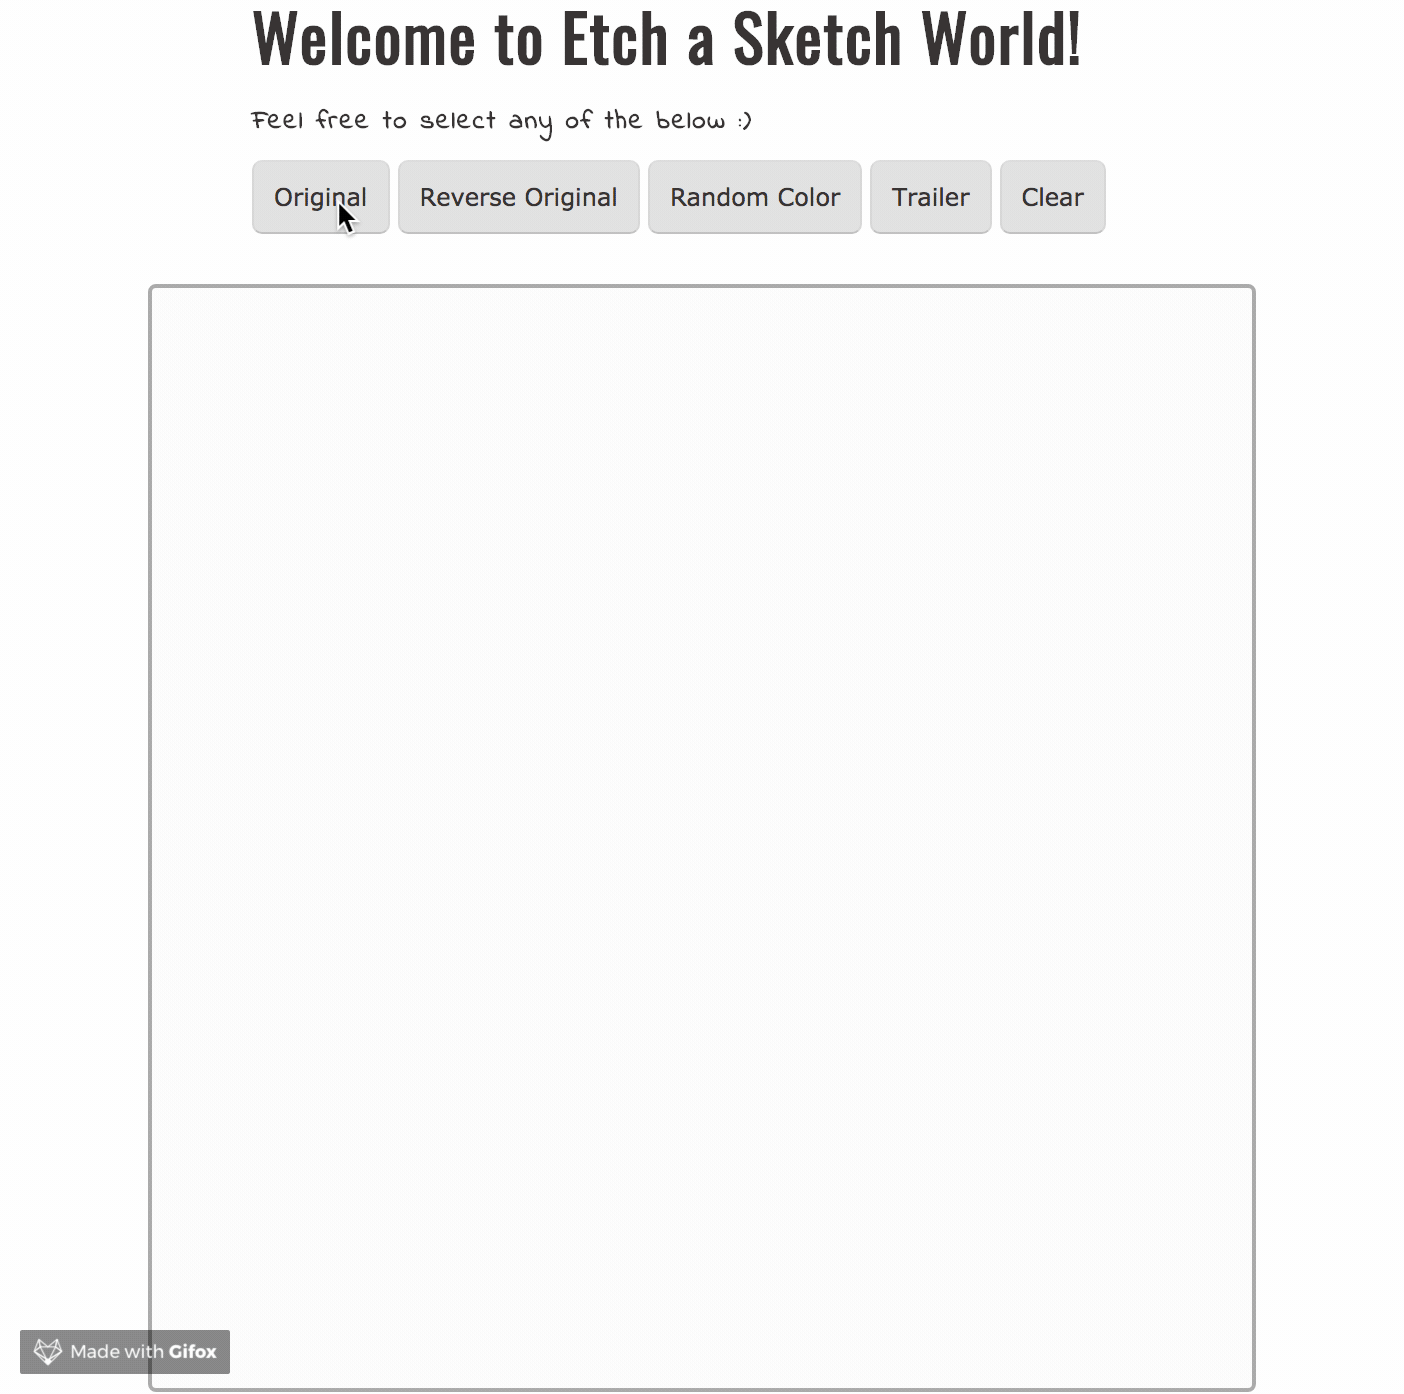 Welcome to Etch a Sketch World!
Feel free to select any of the below :)
Original Reverse Original Random Color Trailer Clear
Made with Gifox